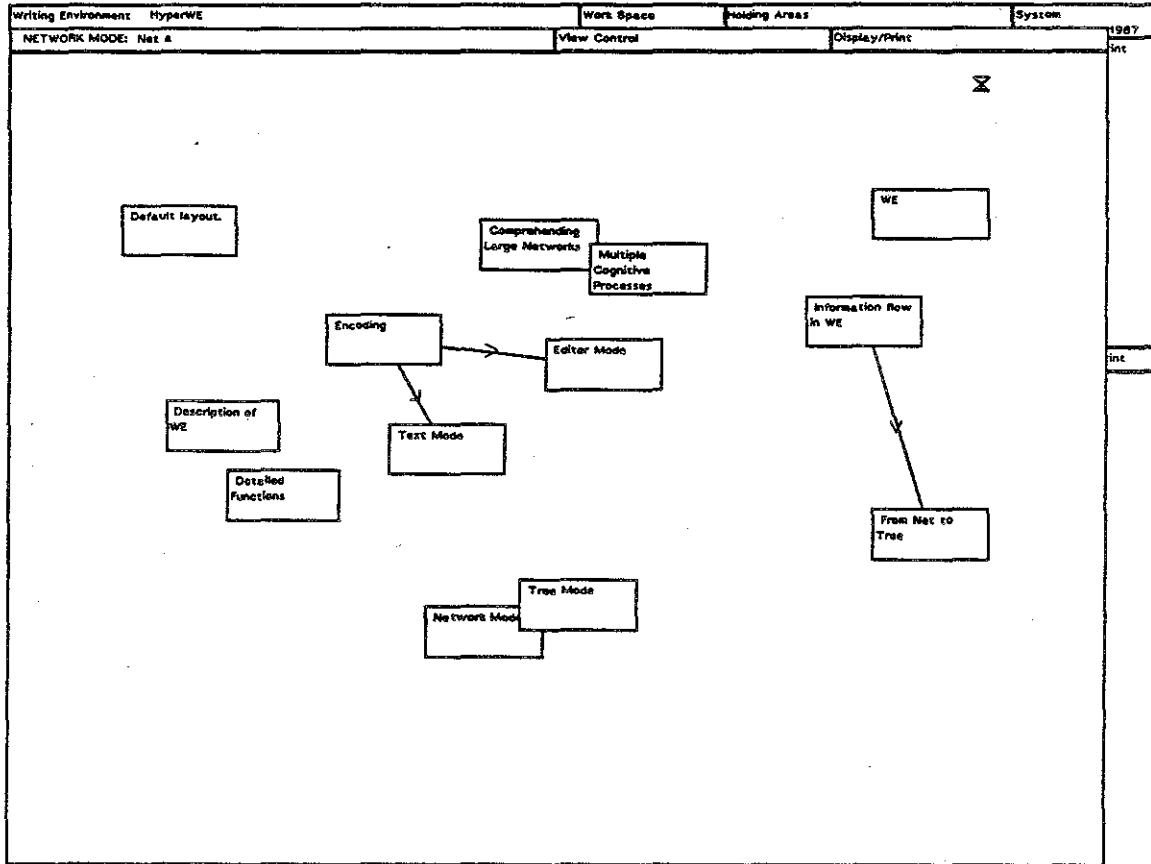 Writing Environment HyperWE
Work Space
Holding Areas
System
1987
NETWORK MODE: Net a
View Control
Display/Print
int
WE
Default layout.
Comprehending
Large Networks
Multiple
Cognitive
Processes
Information flow
in WE
Encoding
Editor Mode
int
Description of
WE
Text Mode
Detailed
Functions
From Net to
Tree
Tree Mode
Network Mode